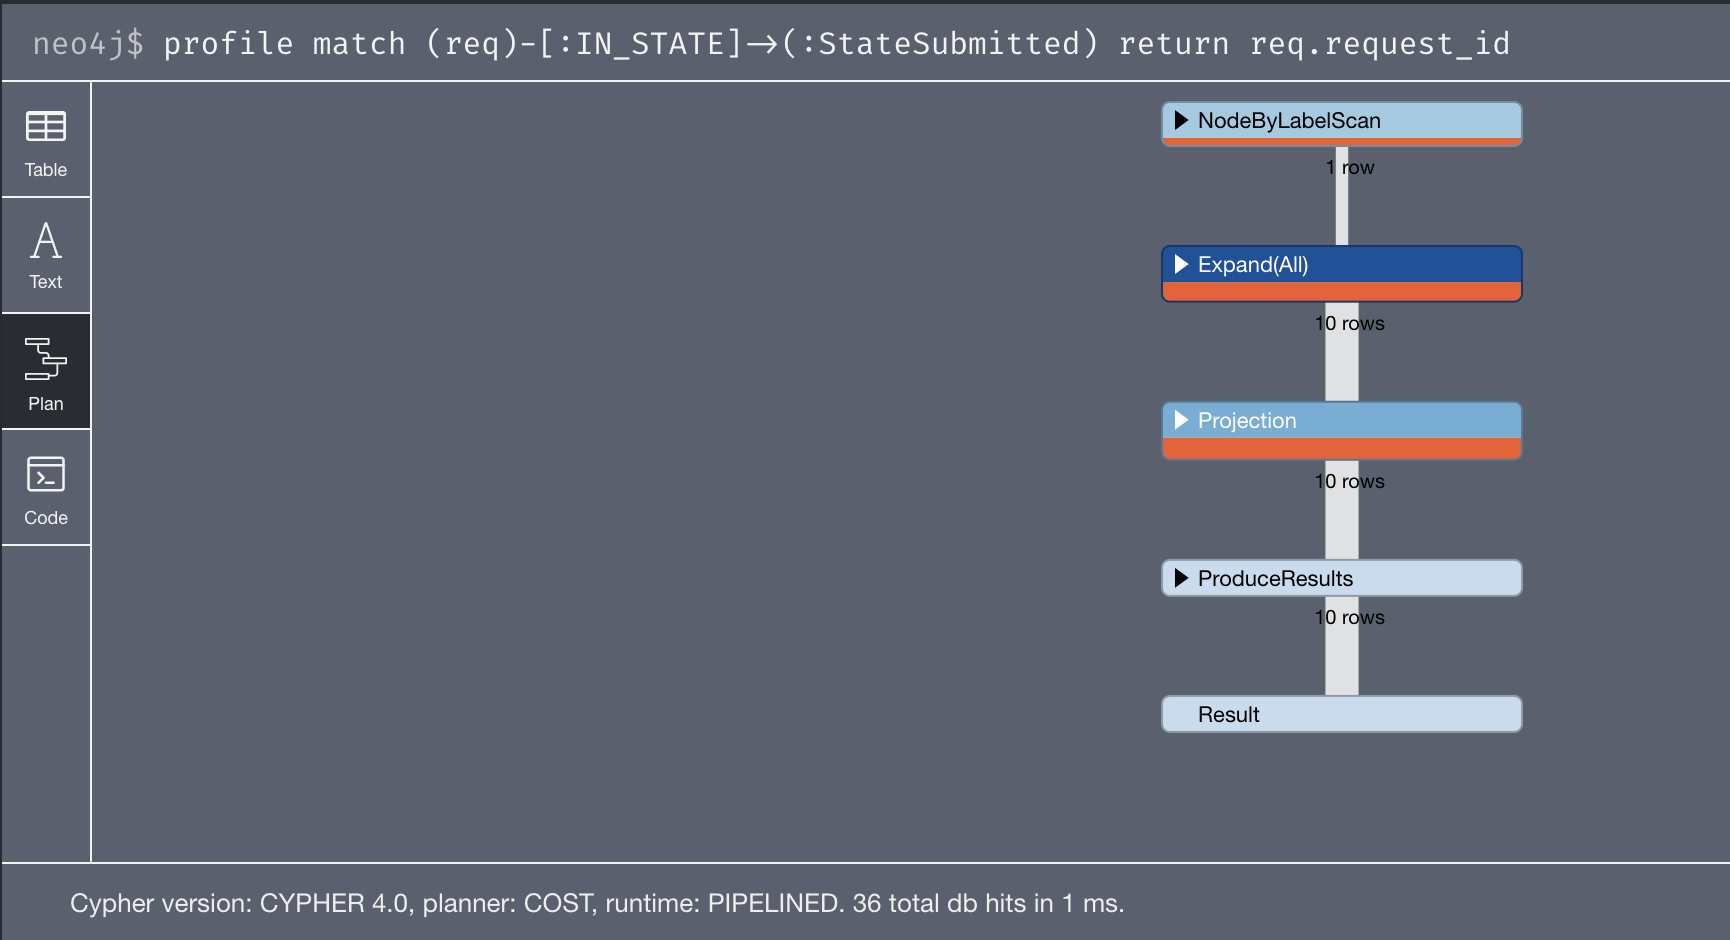 neo4j$ profile match (req)-[:IN_STATE]→(:StateSubmitted) return req.request_id
Table
Text
Plan
Code
NodeByLabelScan
1 row
Expand(All)
10 rows
Projection
10 rows
ProduceResults
10 rows
Result
Cypher version: CYPHER 4.0, planner: COST, runtime: PIPELINED. 36 total db hits in 1 ms.